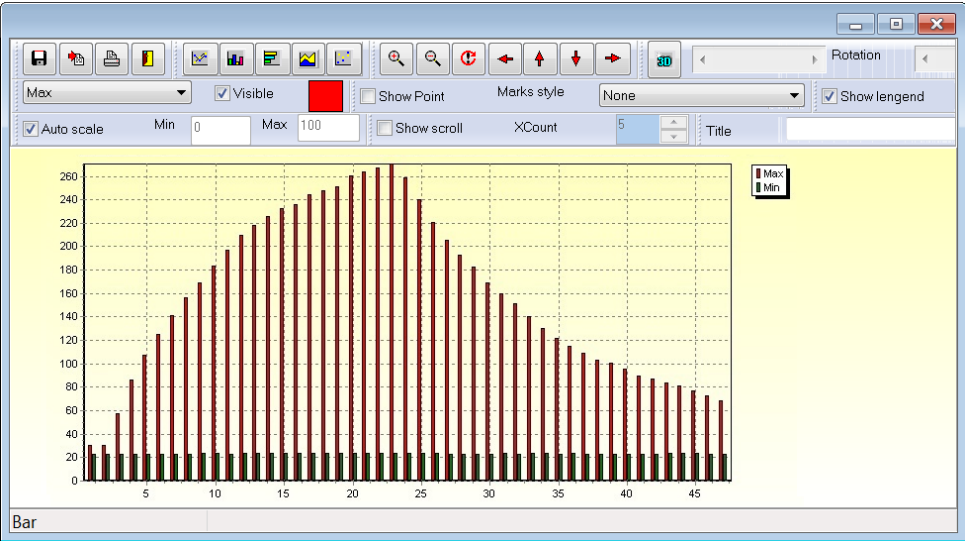 3D
Rotation
Max
Visible
Show Point
Marks style
None
Show lengend
Auto scale
Min
0
Max
100
Show scroll
XCount
5
Title
260
240
220
200
180
160
140
120
100
80
60
40
20
0
5 10 15 20 25 30 35 40 45
Max
Min
Bar